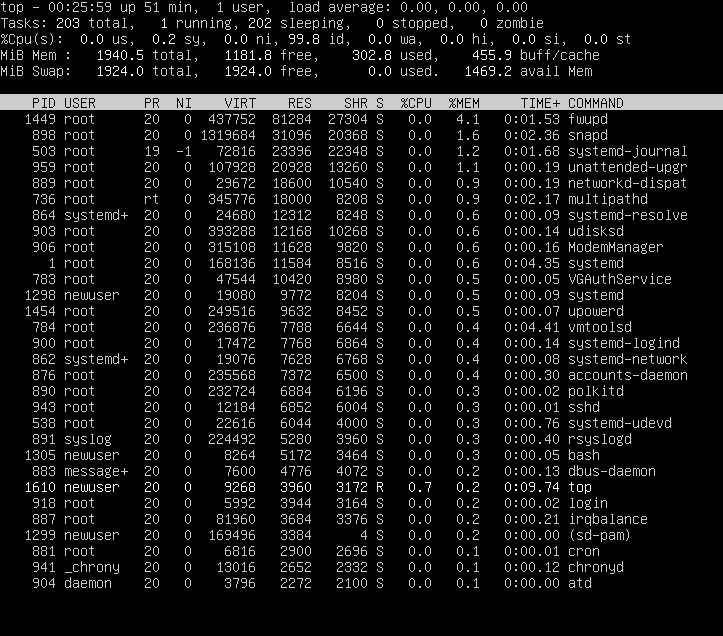 top - 00:25:59 up 51 min,  1 user,  load average: 0.00, 0.00, 0.00
Tasks: 203 total,   1 running, 202 sleeping,   0 stopped,   0 zombie
%Cpu(s):  0.0 us,  0.2 sy,  0.0 ni, 99.8 id,  0.0 wa,  0.0 hi,  0.0 si,  0.0 st
MiB Mem :   1940.5 total,   1181.8 free,    302.8 used,    455.9 buff/cache
MiB Swap:   1924.0 total,   1924.0 free,      0.0 used.   1469.2 avail Mem
PID USER      PR  NI    VIRT    RES    SHR S  %CPU  %MEM     TIME+ COMMAND
1449 root      20   0  437752  81284  27304 S   0.0   4.1   0:01.53 fwupd
898 root      20   0 1319684  31096  20368 S   0.0   1.6   0:02.36 snapd
503 root      19  -1   72816  23396  22348 S   0.0   1.2   0:01.68 systemd-journal
959 root      20   0  107928  20928  13260 S   0.0   1.1   0:00.19 unattended-upgr
889 root      20   0   29672  18600  10540 S   0.0   0.9   0:00.19 networkd-dispat
736 root      rt   0  345776  18000   8208 S   0.0   0.9   0:02.17 multipathd
864 systemd+  20   0   24680  12312   8248 S   0.0   0.6   0:00.09 systemd-resolve
903 root      20   0  393288  12168  10268 S   0.0   0.6   0:00.14 udisksd
906 root      20   0  315108  11628   9820 S   0.0   0.6   0:00.16 ModemManager
1 root      20   0  168136  11584   8516 S   0.0   0.6   0:04.35 systemd
783 root      20   0   47544  10420   8980 S   0.0   0.5   0:00.05 VGAuthService
1298 newuser   20   0   19080   9772   8204 S   0.0   0.5   0:00.09 systemd
1454 root      20   0  249516   9632   8452 S   0.0   0.5   0:00.07 upowerd
784 root      20   0  236876   7788   6644 S   0.0   0.4   0:04.41 vmtoolsd
900 root      20   0   17472   7768   6864 S   0.0   0.4   0:00.14 systemd-logind
862 systemd+  20   0   19076   7628   6768 S   0.0   0.4   0:00.08 systemd-network
876 root      20   0  235568   7372   6500 S   0.0   0.4   0:00.30 accounts-daemon
890 root      20   0  232724   6884   6196 S   0.0   0.3   0:00.02 polkitd
943 root      20   0   12184   6852   6004 S   0.0   0.3   0:00.01 sshd
538 root      20   0   22616   6044   4000 S   0.0   0.3   0:00.76 systemd-udevd
891 syslog    20   0  224492   5280   3960 S   0.0   0.3   0:00.40 rsyslogd
1305 newuser   20   0    8264   5172   3464 S   0.0   0.3   0:00.05 bash
883 message+  20   0    7600   4776   4072 S   0.0   0.2   0:00.13 dbus-daemon
1610 newuser   20   0    9268   3960   3172 R   0.7   0.2   0:09.74 top
918 root      20   0    5992   3944   3164 S   0.0   0.2   0:00.02 login
887 root      20   0   81960   3684   3376 S   0.0   0.2   0:00.21 irqbalance
1299 newuser   20   0  169496   3384      4 S   0.0   0.2   0:00.00 (sd-pam)
881 root      20   0    6816   2900   2696 S   0.0   0.1   0:00.01 cron
941 _chrony   20   0   13016   2652   2332 S   0.0   0.1   0:00.12 chronyd
904 daemon    20   0    3796   2272   2100 S   0.0   0.1   0:00.00 atd